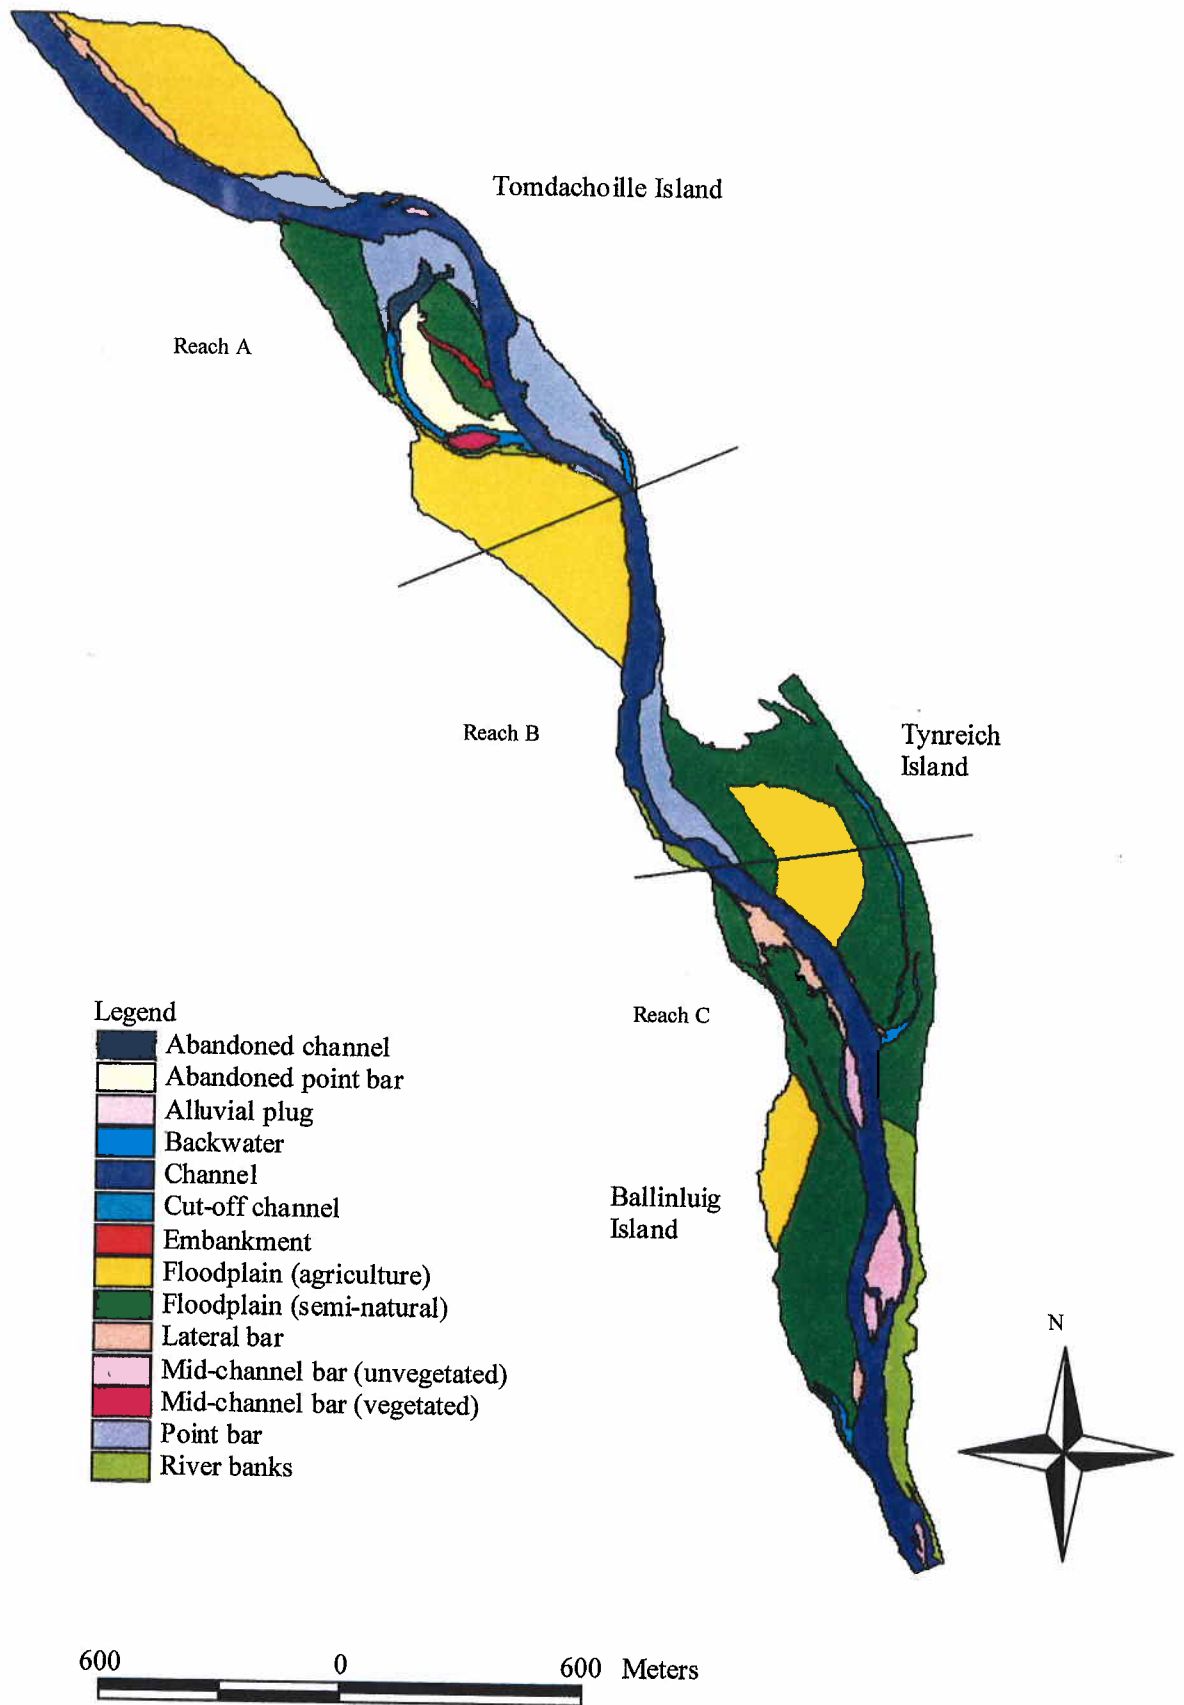 Tomdachoille Island
Reach A
Reach B
Tynreich
Island
Reach C
Legend
Abandoned channel
Abandoned point bar
Alluvial plug
Backwater
Channel
Cut-off channel
Embankment
Floodplain (agriculture)
Floodplain (semi-natural)
Lateral bar
Mid-channel bar (unvegetated)
Mid-channel bar (vegetated)
Point bar
River banks
Ballinluig
Island
N
600 0 600 Meters